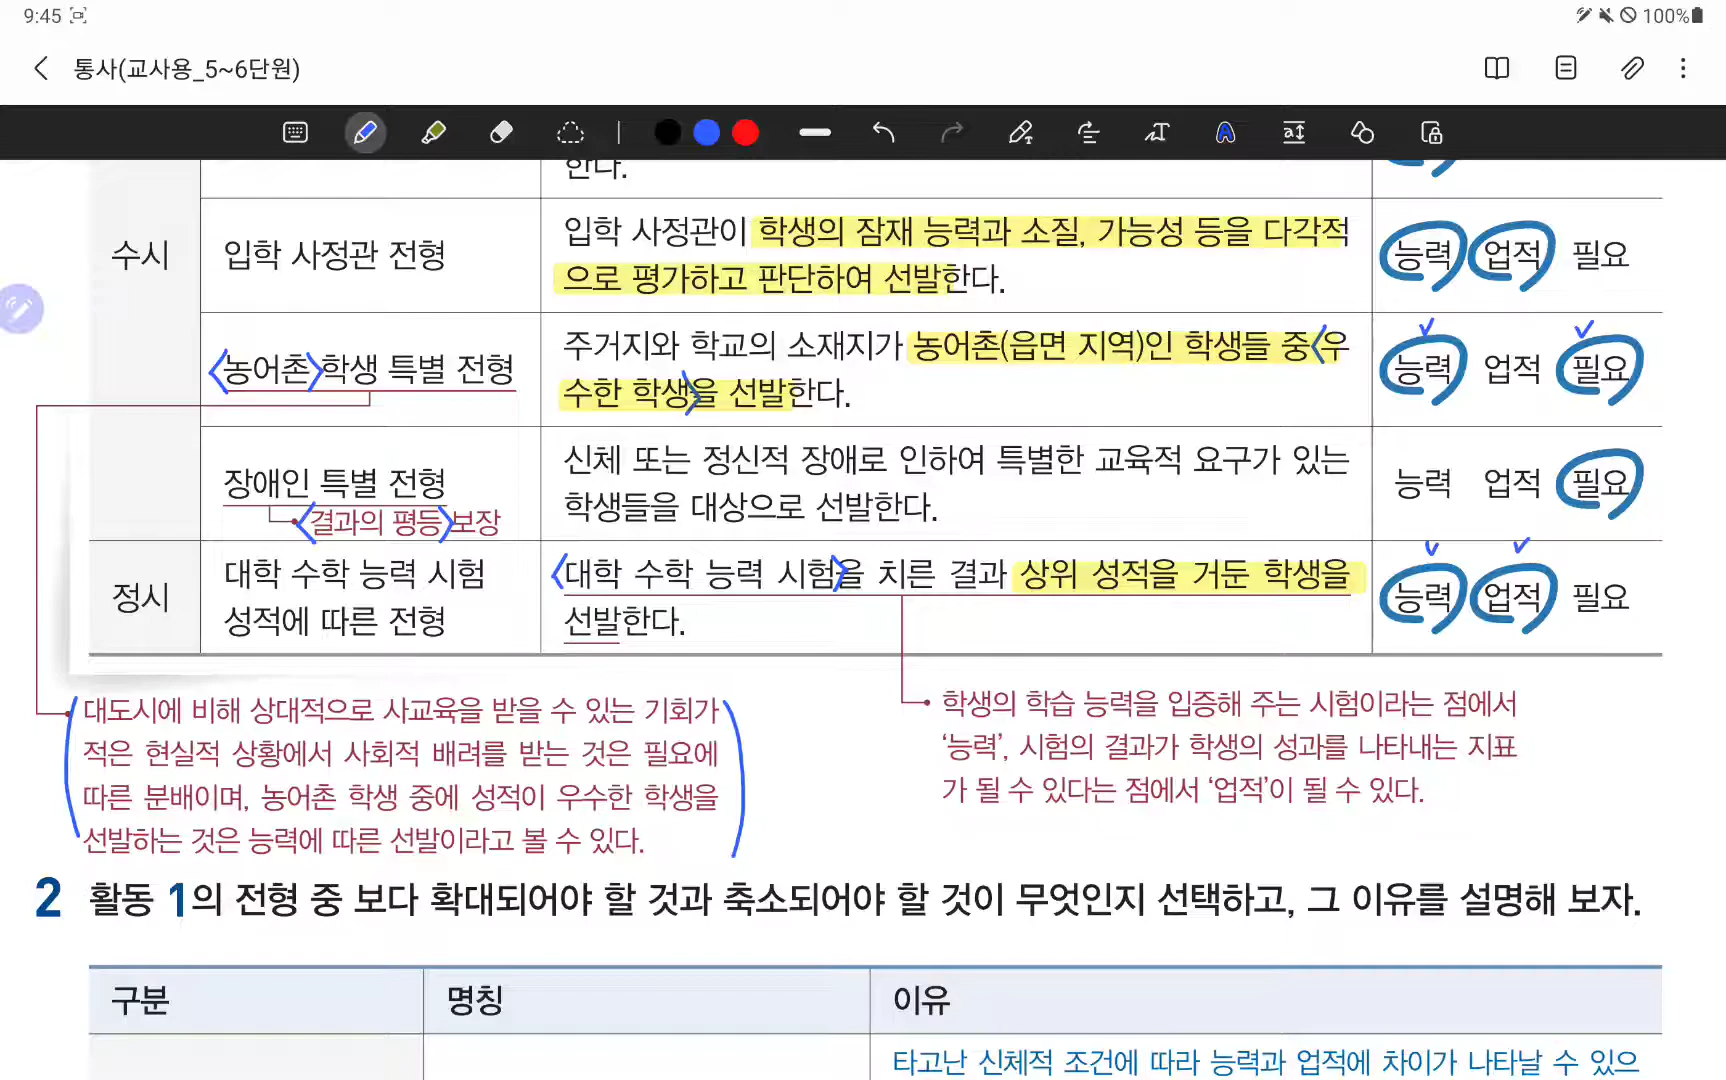 9:45
100%
통사(교사용_5~6단원)
한다.
수시
입학 사정관 전형
입학 사정관이 학생의 잠재 능력과 소질, 가능성 등을 다각적
으로 평가하고 판단하여 선발한다.
능력 업적 필요
농어촌 학생 특별 전형
주거지와 학교의 소재지가 농어촌(읍면 지역)인 학생들 중 우
수한 학생을 선발한다.
능력 업적 필요
장애인 특별 전형
결과의 평등 보장
신체 또는 정신적 장애로 인하여 특별한 교육적 요구가 있는
학생들을 대상으로 선발한다.
능력 업적 필요
정시
대학 수학 능력 시험
성적에 따른 전형
대학 수학 능력 시험을 치른 결과 상위 성적을 거둔 학생을
선발한다.
능력 업적 필요
대도시에 비해 상대적으로 사교육을 받을 수 있는 기회가
적은 현실적 상황에서 사회적 배려를 받는 것은 필요에
따른 분배이며, 농어촌 학생 중에 성적이 우수한 학생을
선발하는 것은 능력에 따른 선발이라고 볼 수 있다.
학생의 학습 능력을 입증해 주는 시험이라는 점에서
‘능력’, 시험의 결과가 학생의 성과를 나타내는 지표
가 될 수 있다는 점에서 ‘업적’이 될 수 있다.
2 활동 1의 전형 중 보다 확대되어야 할 것과 축소되어야 할 것이 무엇인지 선택하고, 그 이유를 설명해 보자.
구분 명칭 이유
타고난 신체적 조건에 따라 능력과 업적에 차이가 나타날 수 있으